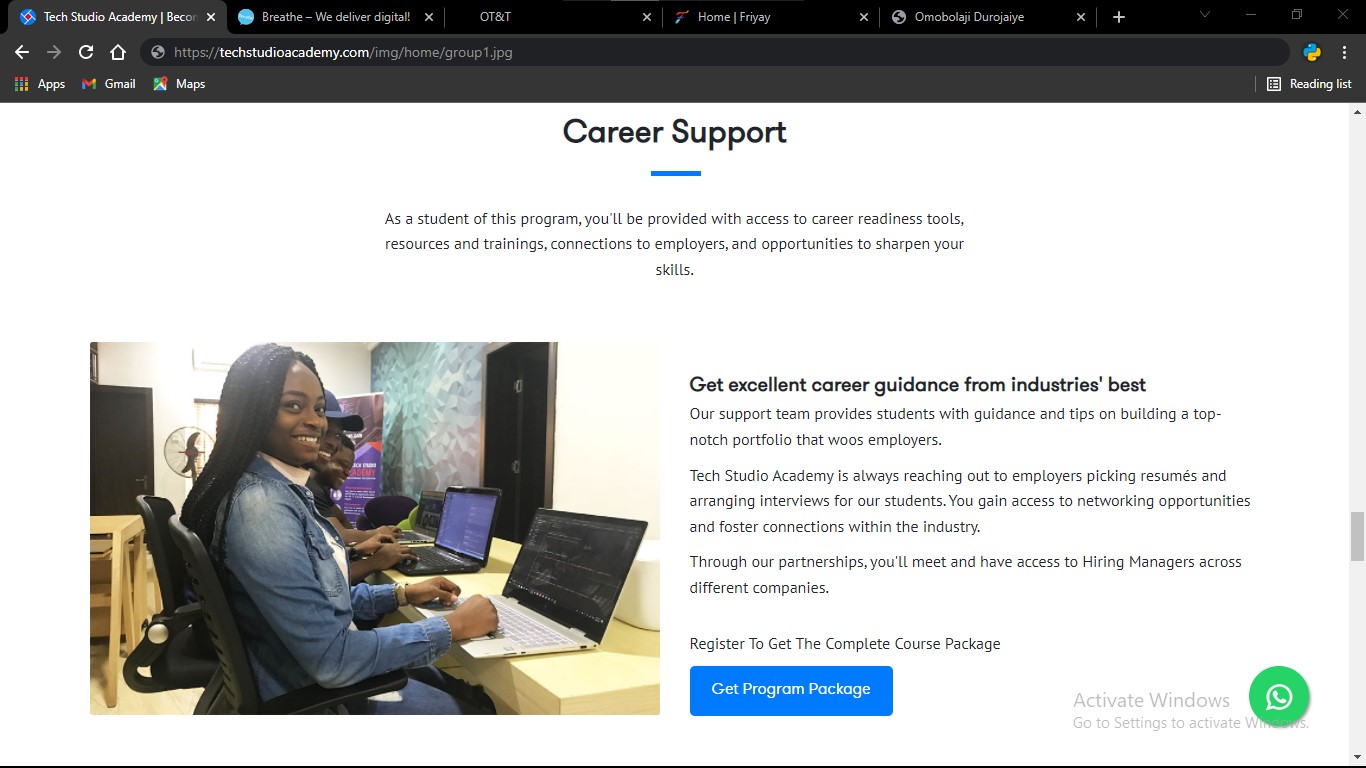 Tech Studio Academy | Becon
Breathe – We deliver digital!
OT&T
Home | Friyay
Omobolaji Durojaiye
https://techstudioacademy.com/img/home/group1.jpg
Apps
Gmail
Maps
Reading list
Career Support
As a student of this program, you'll be provided with access to career readiness tools,
resources and trainings, connections to employers, and opportunities to sharpen your
skills.
TECH STUDIO
ACADEMY
Get excellent career guidance from industries' best
Our support team provides students with guidance and tips on building a top-
notch portfolio that woos employers.
Tech Studio Academy is always reaching out to employers picking resumés and
arranging interviews for our students. You gain access to networking opportunities
and foster connections within the industry.
Through our partnerships, you'll meet and have access to Hiring Managers across
different companies.
Register To Get The Complete Course Package
Get Program Package
Activate Windows
Go to Settings to activate Windows.